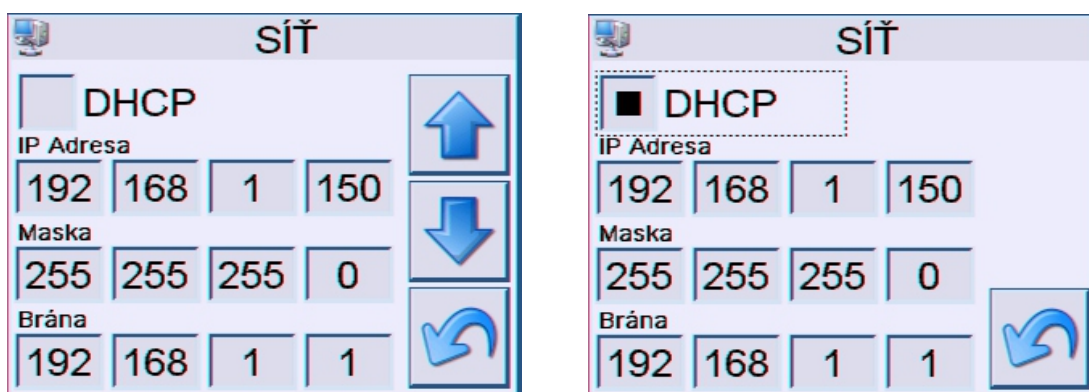 SÍŤ
DHCP
IP Adresa
192 168 1 150
Maska
255 255 255 0
Brána
192 168 1 1
SÍŤ
DHCP
IP Adresa
192 168 1 150
Maska
255 255 255 0
Brána
192 168 1 1